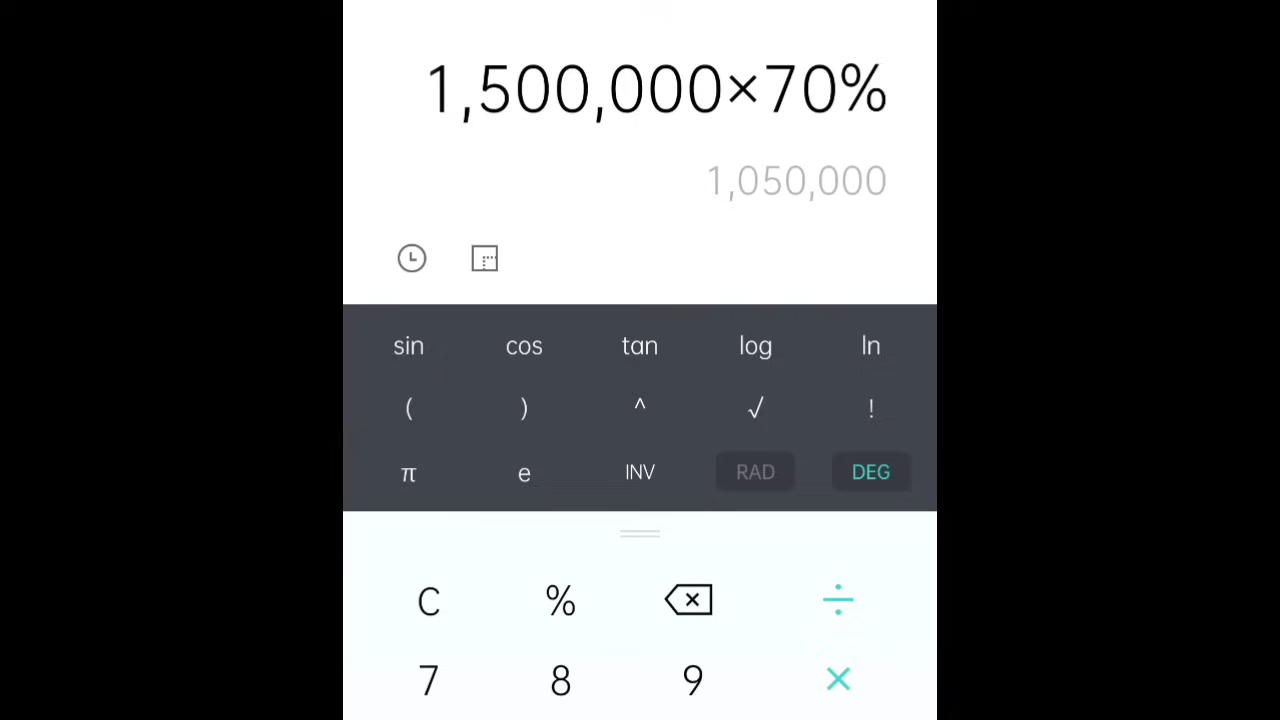 1,500,000×70%
1,050,000
sin cos tan log ln
( ) ^ √ !
π e INV RAD DEG
C % ÷
7 8 9 ×